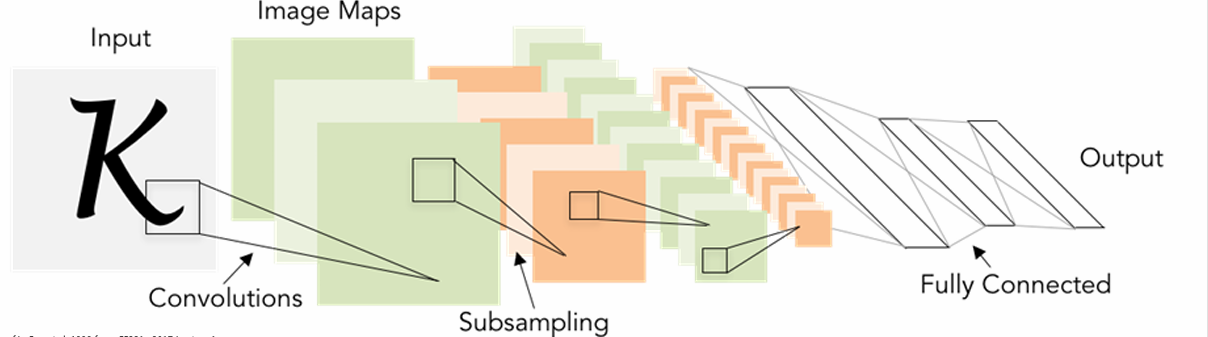 Image Maps
Input
K
Output
Fully Connected
Convolutions
Subsampling